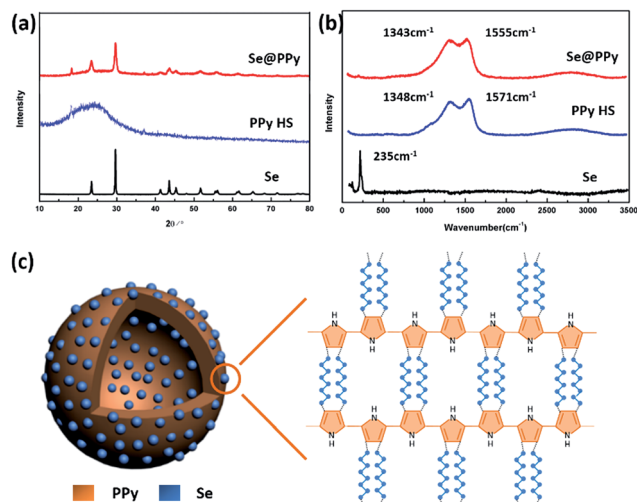 (a)
Se@PPy
PPy HS
Se
Intensity
10 20 30 40 50 60 70 80
2θ /°
(b)
1343cm⁻¹ 1555cm⁻¹
Se@PPy
1348cm⁻¹ 1571cm⁻¹
PPy HS
235cm⁻¹
Se
Intensity
0 500 1000 1500 2000 2500 3000 3500
Wavenumber(cm⁻¹)
(c)
H H H
N N N
N N N N
H H H H
H H H H
N N N N
N N N
H H H
PPy Se